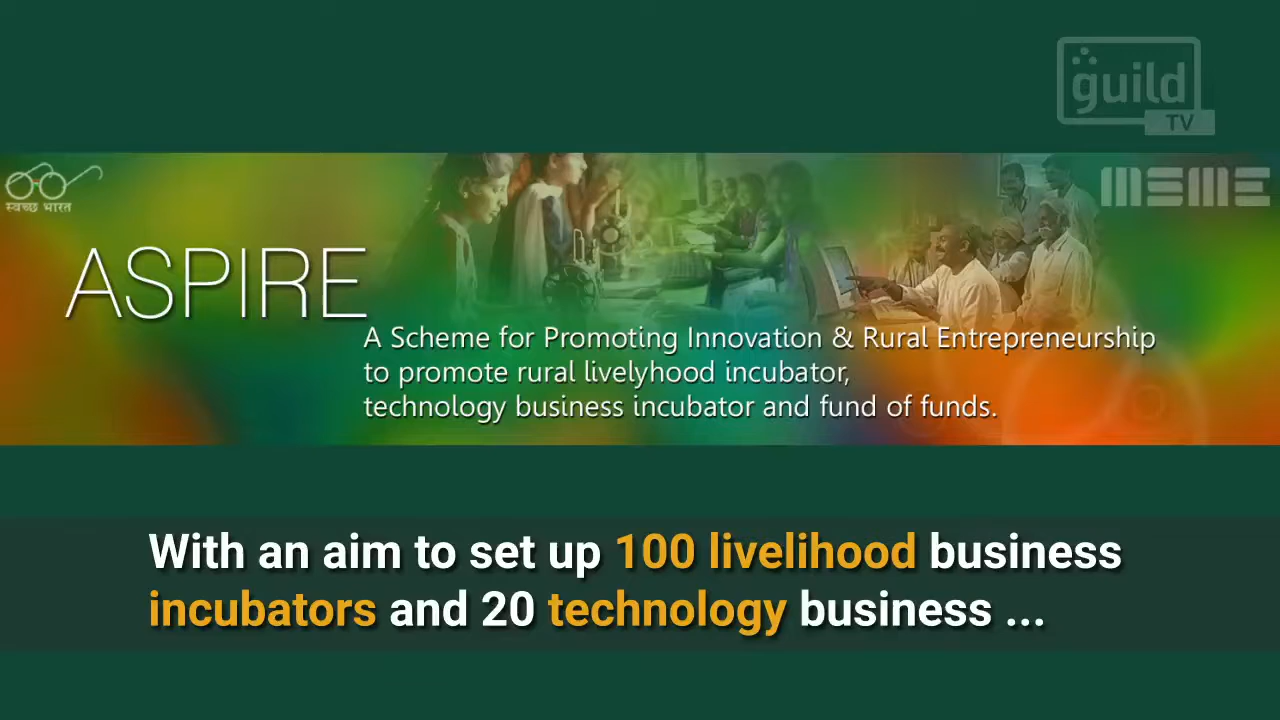 guild
TV
स्वच्छ भारत
MSME
ASPIRE
A Scheme for Promoting Innovation & Rural Entrepreneurship
to promote rural livelyhood incubator,
technology business incubator and fund of funds.
With an aim to set up 100 livelihood business
incubators and 20 technology business ...